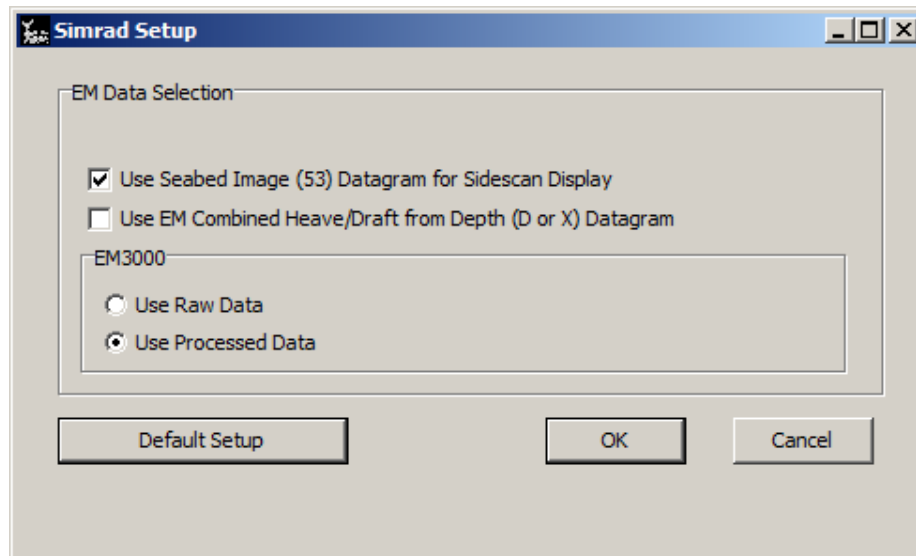 Simrad Setup
EM Data Selection
Use Seabed Image (53) Datagram for Sidescan Display
Use EM Combined Heave/Draft from Depth (D or X) Datagram
EM3000
Use Raw Data
Use Processed Data
Default Setup
OK
Cancel